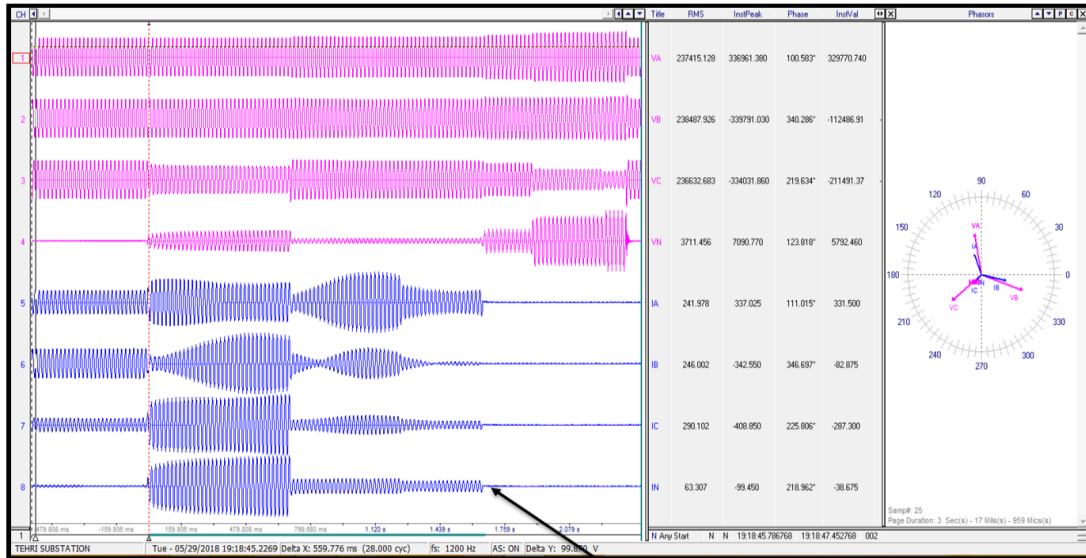 CH
Title RMS InstPeak Phase InstVal
Phasors
P C X
1
VA 237415.128 336961.380 100.583° 329770.740
2
VB 238487.926 -339791.030 340.286° -112486.91
3
VC 236632.683 -334031.860 219.634° -211491.37
4
VN 3711.456 7090.770 123.818° 5792.460
5
IA 241.978 337.025 111.015° 331.500
6
IB 246.002 -342.550 346.697° -82.875
7
IC 290.102 -408.850 225.806° -287.300
8
IN 63.307 -99.450 218.962° -38.675
90
120 60
150 30
180 0
210 330
240 300
270
VA
IA
IB
VB
IC
VC
-479.808 ms -159.936 ms 159.936 ms 479.808 ms 799.680 ms 1.120 s 1.439 s 1.759 s 2.079 s
Samp#: 25
Page Duration: 3 Sec(s) - 17 Mils(s) - 959 Mics(s)
1
N Any Start N N 19:18:45.786768 19:18:47.452768 002
TEHRI SUBSTATION Tue - 05/29/2018 19:18:45.2269 Delta X: 559.776 ms (28.000 cyc) fs: 1200 Hz AS: ON Delta Y: V